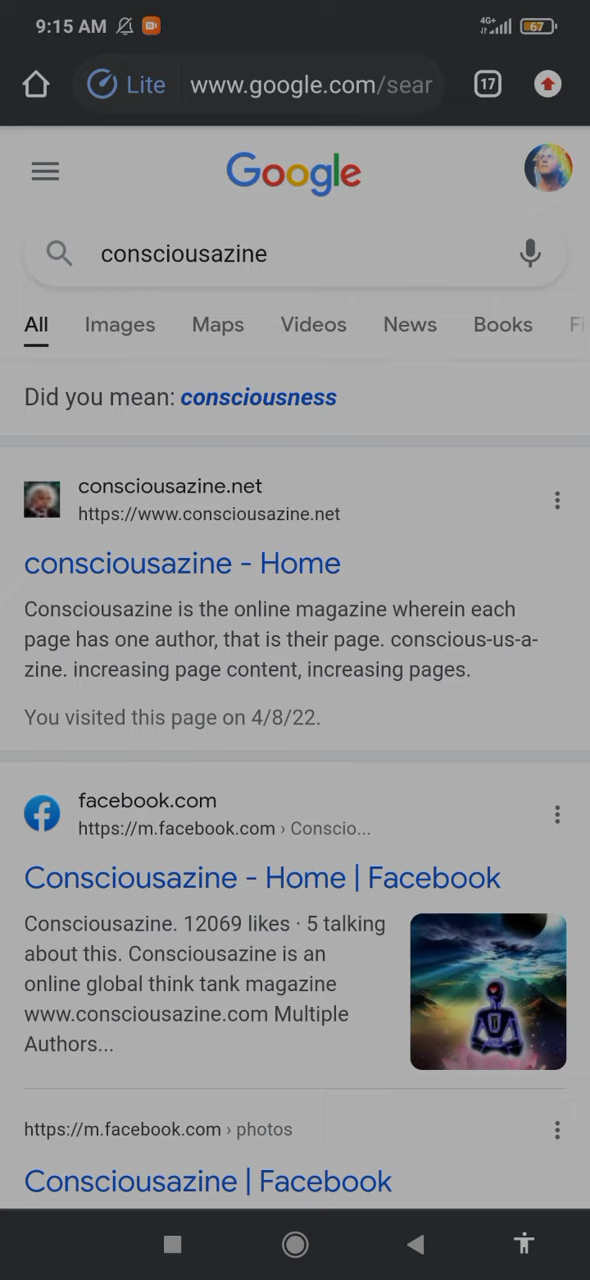 9:15 AM
4G+
67
Lite
www.google.com/sear
17
Google
consciousazine
All Images Maps Videos News Books Fi
Did you mean: consciousness
consciousazine.net
https://www.consciousazine.net
consciousazine - Home
Consciousazine is the online magazine wherein each
page has one author, that is their page. conscious-us-a-
zine. increasing page content, increasing pages.
You visited this page on 4/8/22.
facebook.com
https://m.facebook.com › Conscio...
Consciousazine - Home | Facebook
Consciousazine. 12069 likes · 5 talking
about this. Consciousazine is an
online global think tank magazine
www.consciousazine.com Multiple
Authors...
https://m.facebook.com › photos
Consciousazine | Facebook